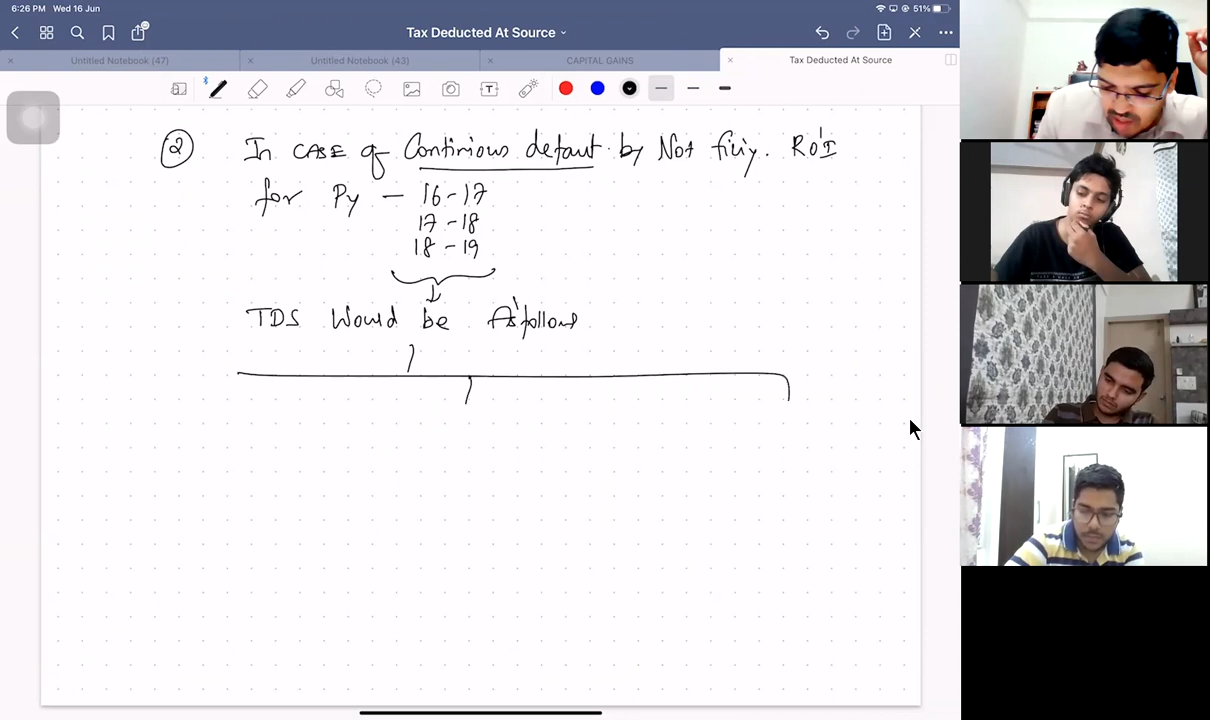 6:26 PM Wed 16 Jun
51%
Tax Deducted At Source
Untitled Notebook (47)
Untitled Notebook (43)
CAPITAL GAINS
Tax Deducted At Source
② In CASE of Continious defaut by Not filiy. RoI
for Py — 16-17
17-18
18-19
TDS Would be As follows